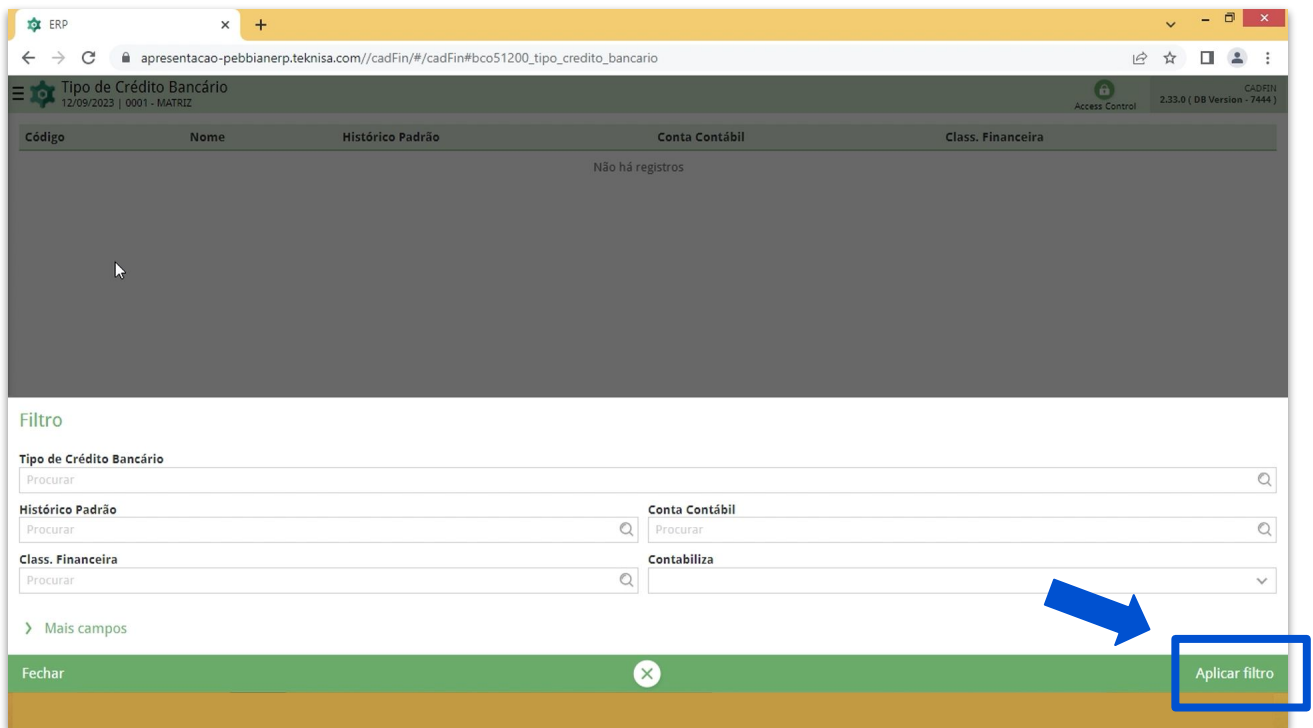 ERP
apresentacao-pebbianerp.teknisa.com//cadFin/#/cadFin#bco51200_tipo_credito_bancario
Tipo de Crédito Bancário
12/09/2023 | 0001 - MATRIZ
Access Control
CADFIN
2.33.0 ( DB Version - 7444 )
Código Nome Histórico Padrão Conta Contábil Class. Financeira
Não há registros
Filtro
Tipo de Crédito Bancário
Procurar
Histórico Padrão Conta Contábil
Procurar Procurar
Class. Financeira Contabiliza
Procurar
Mais campos
Fechar Aplicar filtro